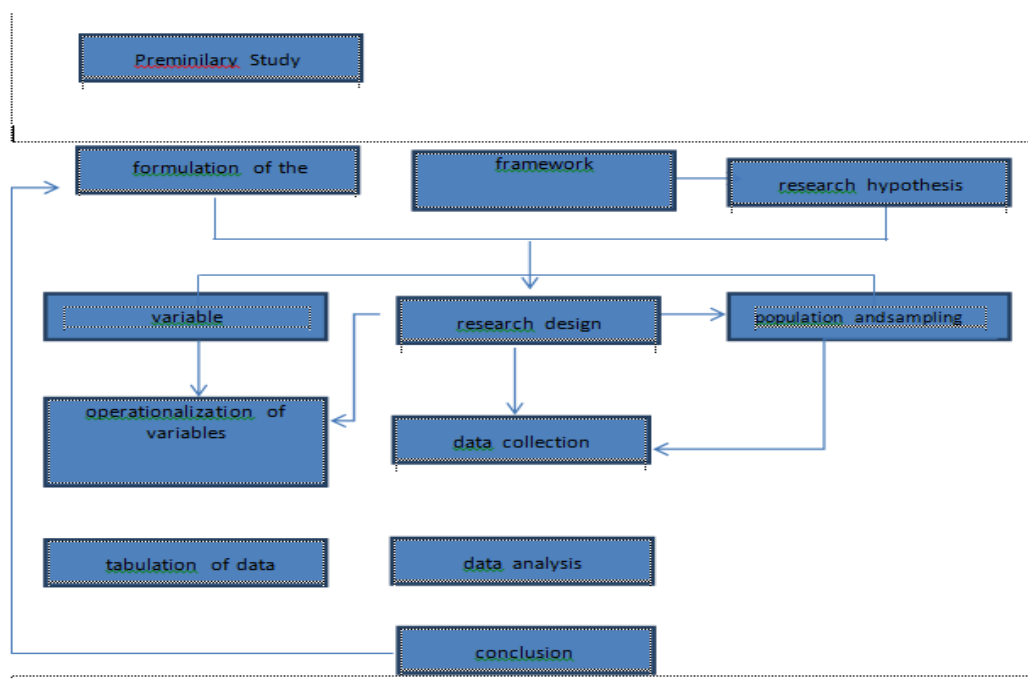 Preminilary Study
formulation of the
framework
research hypothesis
variable
research design
population andsampling
operationalization of
variables
data collection
tabulation of data
data analysis
conclusion